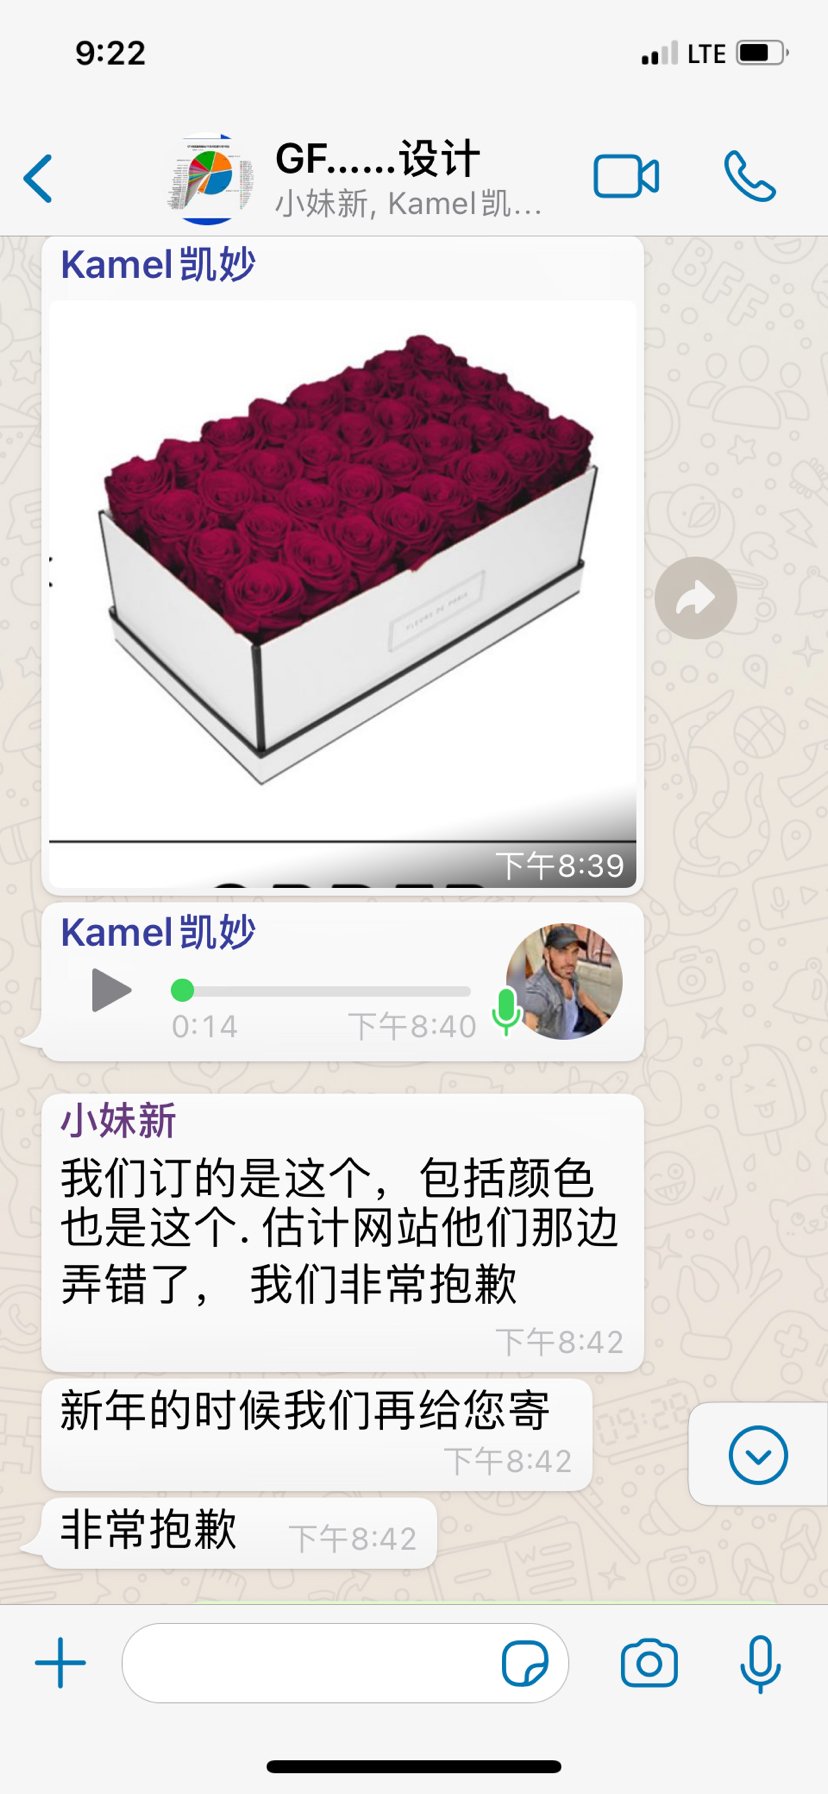 9:22
LTE
GF......设计
小妹新, Kamel凯...
Kamel凯妙
FLEURS DE PARIS
下午8:39
Kamel凯妙
0:14
下午8:40
小妹新
我们订的是这个，包括颜色
也是这个. 估计网站他们那边
弄错了， 我们非常抱歉
下午8:42
新年的时候我们再给您寄
下午8:42
非常抱歉
下午8:42